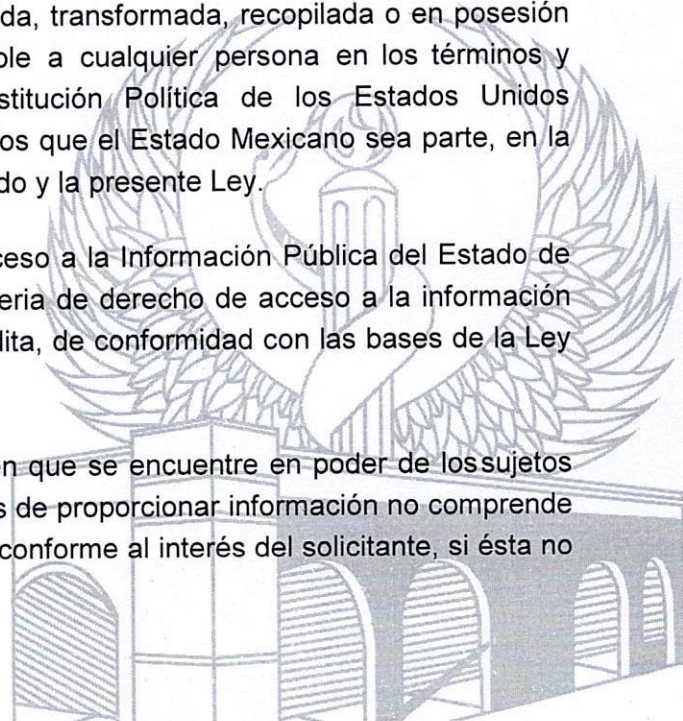 da, transformada, recopilada o en posesión
ble a cualquier persona en los términos y
stitución Política de los Estados Unidos
os que el Estado Mexicano sea parte, en la
do y la presente Ley.
ceso a la Información Pública del Estado de
eria de derecho de acceso a la información
lita, de conformidad con las bases de la Ley
n que se encuentre en poder de lossujetos
s de proporcionar información no comprende
conforme al interés del solicitante, si ésta no